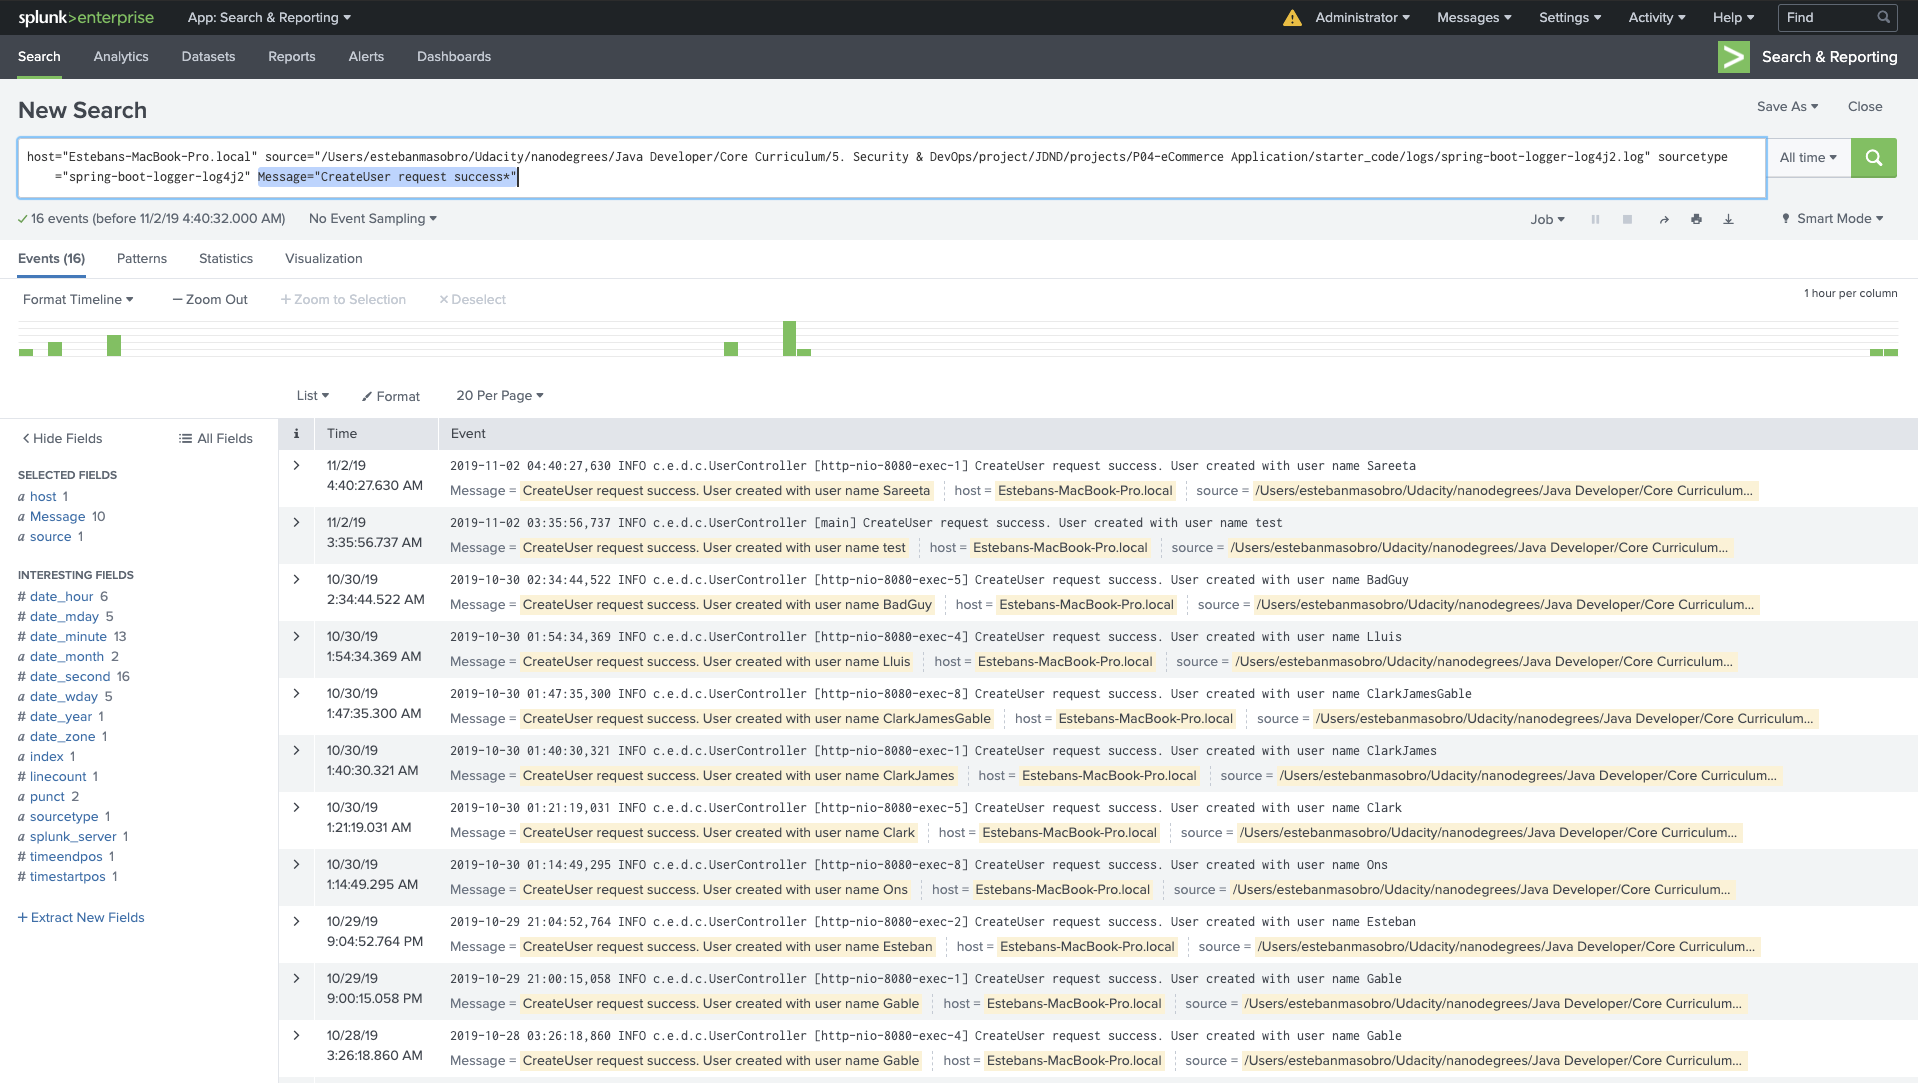 splunk>enterprise App: Search & Reporting Administrator Messages Settings Activity Help Find
Search Analytics Datasets Reports Alerts Dashboards Search & Reporting
New Search Save As Close
host="Estebans-MacBook-Pro.local" source="/Users/estebanmasobro/Udacity/nanodegrees/Java Developer/Core Curriculum/5. Security & DevOps/project/JDND/projects/P04-eCommerce Application/starter_code/logs/spring-boot-logger-log4j2.log" sourcetype
="spring-boot-logger-log4j2" Message="CreateUser request success*"
All time
16 events (before 11/2/19 4:40:32.000 AM) No Event Sampling Job Smart Mode
Events (16) Patterns Statistics Visualization
Format Timeline Zoom Out + Zoom to Selection × Deselect 1 hour per column
List Format 20 Per Page
Hide Fields All Fields
SELECTED FIELDS
a host 1
a Message 10
a source 1
INTERESTING FIELDS
# date_hour 6
# date_mday 5
# date_minute 13
a date_month 2
# date_second 16
a date_wday 5
# date_year 1
a date_zone 1
a index 1
# linecount 1
a punct 2
a sourcetype 1
a splunk_server 1
# timeendpos 1
# timestartpos 1
+ Extract New Fields
i Time Event
11/2/19 2019-11-02 04:40:27,630 INFO c.e.d.c.UserController [http-nio-8080-exec-1] CreateUser request success. User created with user name Sareeta
4:40:27.630 AM Message = CreateUser request success. User created with user name Sareeta host = Estebans-MacBook-Pro.local source = /Users/estebanmasobro/Udacity/nanodegrees/Java Developer/Core Curriculum...
11/2/19 2019-11-02 03:35:56,737 INFO c.e.d.c.UserController [main] CreateUser request success. User created with user name test
3:35:56.737 AM Message = CreateUser request success. User created with user name test host = Estebans-MacBook-Pro.local source = /Users/estebanmasobro/Udacity/nanodegrees/Java Developer/Core Curriculum...
10/30/19 2019-10-30 02:34:44,522 INFO c.e.d.c.UserController [http-nio-8080-exec-5] CreateUser request success. User created with user name BadGuy
2:34:44.522 AM Message = CreateUser request success. User created with user name BadGuy host = Estebans-MacBook-Pro.local source = /Users/estebanmasobro/Udacity/nanodegrees/Java Developer/Core Curriculum...
10/30/19 2019-10-30 01:54:34,369 INFO c.e.d.c.UserController [http-nio-8080-exec-4] CreateUser request success. User created with user name Lluis
1:54:34.369 AM Message = CreateUser request success. User created with user name Lluis host = Estebans-MacBook-Pro.local source = /Users/estebanmasobro/Udacity/nanodegrees/Java Developer/Core Curriculum...
10/30/19 2019-10-30 01:47:35,300 INFO c.e.d.c.UserController [http-nio-8080-exec-8] CreateUser request success. User created with user name ClarkJamesGable
1:47:35.300 AM Message = CreateUser request success. User created with user name ClarkJamesGable host = Estebans-MacBook-Pro.local source = /Users/estebanmasobro/Udacity/nanodegrees/Java Developer/Core Curriculum...
10/30/19 2019-10-30 01:40:30,321 INFO c.e.d.c.UserController [http-nio-8080-exec-1] CreateUser request success. User created with user name ClarkJames
1:40:30.321 AM Message = CreateUser request success. User created with user name ClarkJames host = Estebans-MacBook-Pro.local source = /Users/estebanmasobro/Udacity/nanodegrees/Java Developer/Core Curriculum...
10/30/19 2019-10-30 01:21:19,031 INFO c.e.d.c.UserController [http-nio-8080-exec-5] CreateUser request success. User created with user name Clark
1:21:19.031 AM Message = CreateUser request success. User created with user name Clark host = Estebans-MacBook-Pro.local source = /Users/estebanmasobro/Udacity/nanodegrees/Java Developer/Core Curriculum...
10/30/19 2019-10-30 01:14:49,295 INFO c.e.d.c.UserController [http-nio-8080-exec-8] CreateUser request success. User created with user name Ons
1:14:49.295 AM Message = CreateUser request success. User created with user name Ons host = Estebans-MacBook-Pro.local source = /Users/estebanmasobro/Udacity/nanodegrees/Java Developer/Core Curriculum...
10/29/19 2019-10-29 21:04:52,764 INFO c.e.d.c.UserController [http-nio-8080-exec-2] CreateUser request success. User created with user name Esteban
9:04:52.764 PM Message = CreateUser request success. User created with user name Esteban host = Estebans-MacBook-Pro.local source = /Users/estebanmasobro/Udacity/nanodegrees/Java Developer/Core Curriculum...
10/29/19 2019-10-29 21:00:15,058 INFO c.e.d.c.UserController [http-nio-8080-exec-1] CreateUser request success. User created with user name Gable
9:00:15.058 PM Message = CreateUser request success. User created with user name Gable host = Estebans-MacBook-Pro.local source = /Users/estebanmasobro/Udacity/nanodegrees/Java Developer/Core Curriculum...
10/28/19 2019-10-28 03:26:18,860 INFO c.e.d.c.UserController [http-nio-8080-exec-4] CreateUser request success. User created with user name Gable
3:26:18.860 AM Message = CreateUser request success. User created with user name Gable host = Estebans-MacBook-Pro.local source = /Users/estebanmasobro/Udacity/nanodegrees/Java Developer/Core Curriculum...